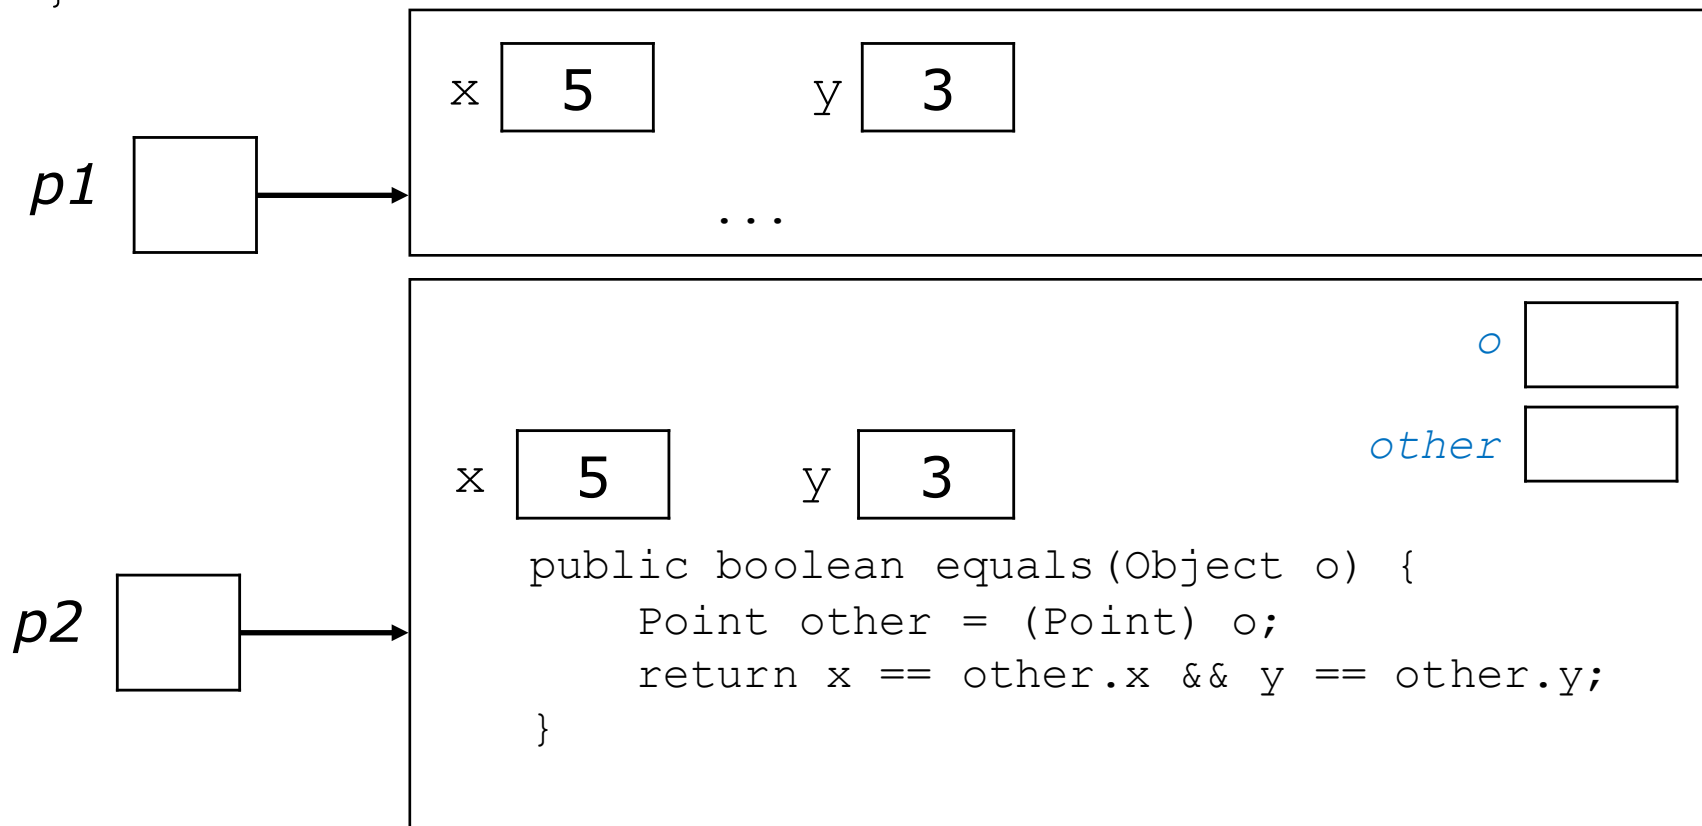 }
x 5 y 3
p1
...
o
other
x 5 y 3
public boolean equals(Object o) {
Point other = (Point) o;
p2
return x == other.x && y == other.y;
}